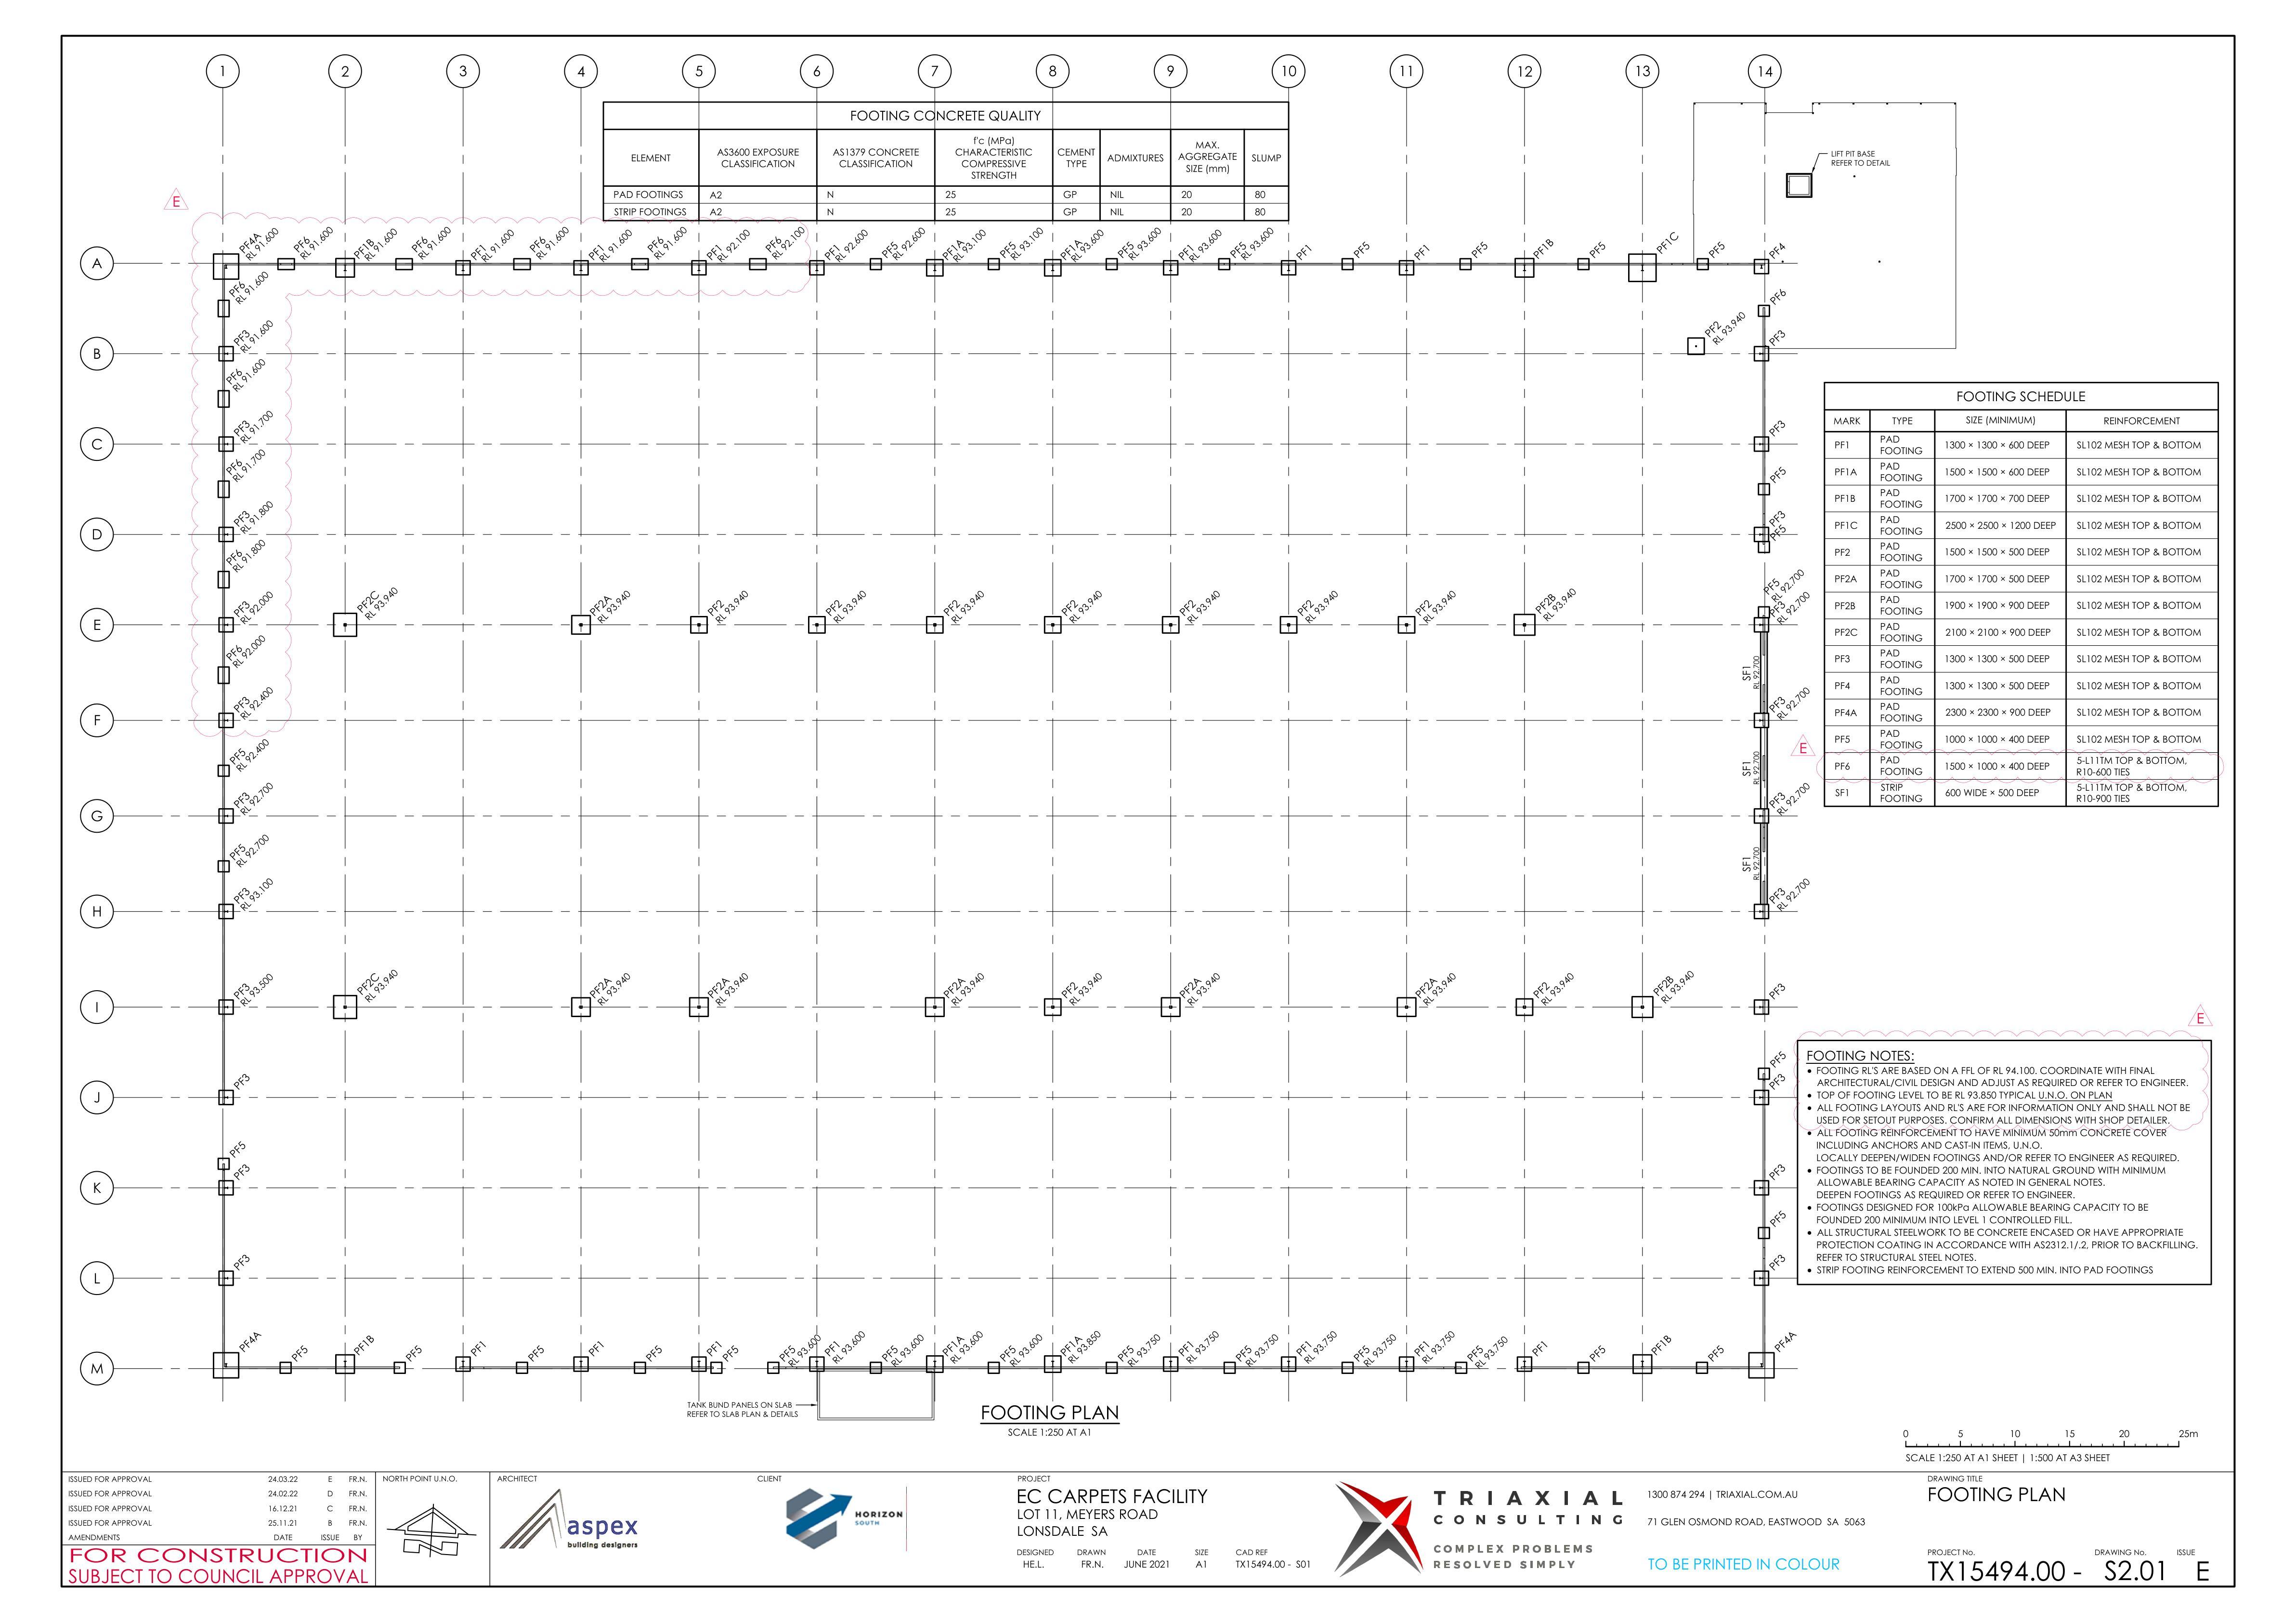 1 2 3 4 5 6 7 8 9 10 11 12 13 14
FOOTING CONCRETE QUALITY
ELEMENT
AS3600 EXPOSURE
CLASSIFICATION
AS1379 CONCRETE
CLASSIFICATION
f'c (MPa)
CHARACTERISTIC
COMPRESSIVE
STRENGTH
CEMENT
TYPE
ADMIXTURES
MAX.
AGGREGATE
SIZE (mm)
SLUMP
PAD FOOTINGS A2 N 25 GP NIL 20 80
STRIP FOOTINGS A2 N 25 GP NIL 20 80
LIFT PIT BASE
REFER TO DETAIL
E
A
PF4A
RL 91.600
PF6
RL 91.600
PF1B
RL 91.600
PF6
RL 91.600
PF1
RL 91.600
PF6
RL 91.600
PF1
RL 91.600
PF6
RL 91.600
PF1
RL 92.100
PF6
RL 92.100
PF1
RL 92.600
PF5
RL 92.600
PF1A
RL 93.100
PF5
RL 93.100
PF1A
RL 93.600
PF5
RL 93.600
PF1
RL 93.600
PF5
RL 93.600
PF1
PF5
PF1
PF5
PF1B
PF5
PF1C
PF5
PF4
PF6
RL 91.600
PF6
B
PF3
RL 91.600
PF2
RL 93.940
PF3
PF6
RL 91.600
C
PF3
RL 91.700
PF3
PF6
RL 91.700
PF5
D
PF3
RL 91.800
PF3
PF5
PF6
RL 91.800
PF5
RL 92.700
E
PF3
RL 92.000
PF2C
RL 93.940
PF2A
RL 93.940
PF2
RL 93.940
PF2
RL 93.940
PF2
RL 93.940
PF2
RL 93.940
PF2
RL 93.940
PF2
RL 93.940
PF2
RL 93.940
PF2B
RL 93.940
PF3
RL 92.700
PF6
RL 92.000
SF1
RL 92.700
F
PF3
RL 92.400
PF3
RL 92.700
PF5
RL 92.400
SF1
RL 92.700
G
PF3
RL 92.700
PF3
RL 92.700
PF5
RL 92.700
SF1
RL 92.700
H
PF3
RL 93.100
PF3
RL 92.700
I
PF3
RL 93.500
PF2C
RL 93.940
PF2A
RL 93.940
PF2A
RL 93.940
PF2A
RL 93.940
PF2
RL 93.940
PF2A
RL 93.940
PF2A
RL 93.940
PF2
RL 93.940
PF2B
RL 93.940
PF3
PF5
J
PF3
PF3
PF5
K
PF3
PF3
PF5
L
PF3
PF3
M
PF4A
PF5
PF1B
PF5
PF1
PF5
PF1
PF5
PF1
PF5
PF5
RL 93.600
PF1
RL 93.600
PF5
RL 93.600
PF1A
RL 93.600
PF5
RL 93.600
PF1A
RL 93.850
PF5
RL 93.750
PF1
RL 93.750
PF5
RL 93.750
PF1
RL 93.750
PF5
RL 93.750
PF1
RL 93.750
PF5
RL 93.750
PF1
PF5
PF1B
PF5
PF4A
TANK BUND PANELS ON SLAB
REFER TO SLAB PLAN & DETAILS
FOOTING PLAN
SCALE 1:250 AT A1
FOOTING SCHEDULE
MARK TYPE SIZE (MINIMUM) REINFORCEMENT
PF1 PAD FOOTING 1300 × 1300 × 600 DEEP SL102 MESH TOP & BOTTOM
PF1A PAD FOOTING 1500 × 1500 × 600 DEEP SL102 MESH TOP & BOTTOM
PF1B PAD FOOTING 1700 × 1700 × 700 DEEP SL102 MESH TOP & BOTTOM
PF1C PAD FOOTING 2500 × 2500 × 1200 DEEP SL102 MESH TOP & BOTTOM
PF2 PAD FOOTING 1500 × 1500 × 500 DEEP SL102 MESH TOP & BOTTOM
PF2A PAD FOOTING 1700 × 1700 × 500 DEEP SL102 MESH TOP & BOTTOM
PF2B PAD FOOTING 1900 × 1900 × 900 DEEP SL102 MESH TOP & BOTTOM
PF2C PAD FOOTING 2100 × 2100 × 900 DEEP SL102 MESH TOP & BOTTOM
PF3 PAD FOOTING 1300 × 1300 × 500 DEEP SL102 MESH TOP & BOTTOM
PF4 PAD FOOTING 1300 × 1300 × 500 DEEP SL102 MESH TOP & BOTTOM
PF4A PAD FOOTING 2300 × 2300 × 900 DEEP SL102 MESH TOP & BOTTOM
PF5 PAD FOOTING 1000 × 1000 × 400 DEEP SL102 MESH TOP & BOTTOM
E
PF6 PAD FOOTING 1500 × 1000 × 400 DEEP 5-L11TM TOP & BOTTOM, R10-600 TIES
SF1 STRIP FOOTING 600 WIDE × 500 DEEP 5-L11TM TOP & BOTTOM, R10-900 TIES
E
FOOTING NOTES:
• FOOTING RL'S ARE BASED ON A FFL OF RL 94.100. COORDINATE WITH FINAL
ARCHITECTURAL/CIVIL DESIGN AND ADJUST AS REQUIRED OR REFER TO ENGINEER.
• TOP OF FOOTING LEVEL TO BE RL 93.850 TYPICAL U.N.O. ON PLAN
• ALL FOOTING LAYOUTS AND RL'S ARE FOR INFORMATION ONLY AND SHALL NOT BE
USED FOR SETOUT PURPOSES. CONFIRM ALL DIMENSIONS WITH SHOP DETAILER.
• ALL FOOTING REINFORCEMENT TO HAVE MINIMUM 50mm CONCRETE COVER
INCLUDING ANCHORS AND CAST-IN ITEMS, U.N.O.
LOCALLY DEEPEN/WIDEN FOOTINGS AND/OR REFER TO ENGINEER AS REQUIRED.
• FOOTINGS TO BE FOUNDED 200 MIN. INTO NATURAL GROUND WITH MINIMUM
ALLOWABLE BEARING CAPACITY AS NOTED IN GENERAL NOTES.
DEEPEN FOOTINGS AS REQUIRED OR REFER TO ENGINEER.
• FOOTINGS DESIGNED FOR 100kPa ALLOWABLE BEARING CAPACITY TO BE
FOUNDED 200 MINIMUM INTO LEVEL 1 CONTROLLED FILL.
• ALL STRUCTURAL STEELWORK TO BE CONCRETE ENCASED OR HAVE APPROPRIATE
PROTECTION COATING IN ACCORDANCE WITH AS2312.1/.2, PRIOR TO BACKFILLING.
REFER TO STRUCTURAL STEEL NOTES.
• STRIP FOOTING REINFORCEMENT TO EXTEND 500 MIN. INTO PAD FOOTINGS
0 5 10 15 20 25m
SCALE 1:250 AT A1 SHEET | 1:500 AT A3 SHEET
ISSUED FOR APPROVAL 24.03.22 E FR.N.
ISSUED FOR APPROVAL 24.02.22 D FR.N.
ISSUED FOR APPROVAL 16.12.21 C FR.N.
ISSUED FOR APPROVAL 25.11.21 B FR.N.
AMENDMENTS DATE ISSUE BY
FOR CONSTRUCTION
SUBJECT TO COUNCIL APPROVAL
NORTH POINT U.N.O.
ARCHITECT
aspex
building designers
CLIENT
HORIZON
SOUTH
PROJECT
EC CARPETS FACILITY
LOT 11, MEYERS ROAD
LONSDALE SA
DESIGNED DRAWN DATE SIZE CAD REF
HE.L. FR.N. JUNE 2021 A1 TX15494.00 - S01
TRIAXIAL
CONSULTING
COMPLEX PROBLEMS
RESOLVED SIMPLY
1300 874 294 | TRIAXIAL.COM.AU
71 GLEN OSMOND ROAD, EASTWOOD SA 5063
TO BE PRINTED IN COLOUR
DRAWING TITLE
FOOTING PLAN
PROJECT No. DRAWING No. ISSUE
TX15494.00 - S2.01 E